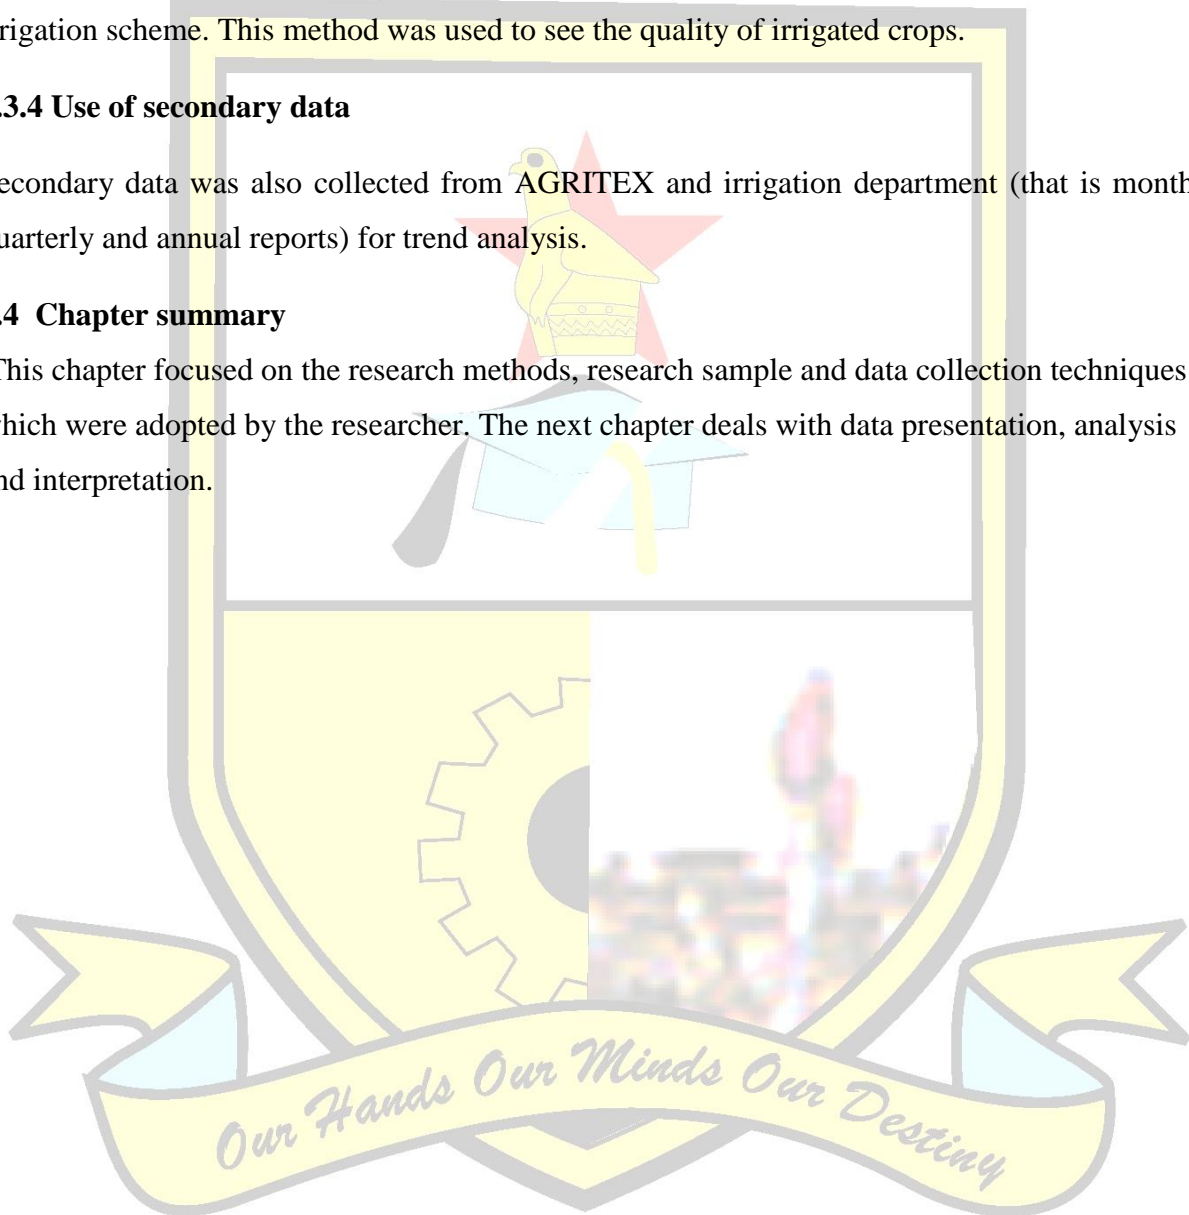 rrigation scheme. This method was used to see the quality of irrigated crops.
.3.4 Use of secondary data
econdary data was also collected from AGRITEX and irrigation department (that is month
uarterly and annual reports) for trend analysis.
.4 Chapter summary
This chapter focused on the research methods, research sample and data collection techniques
which were adopted by the researcher. The next chapter deals with data presentation, analysis
nd interpretation.
Our Hands Our Minds Our Destiny